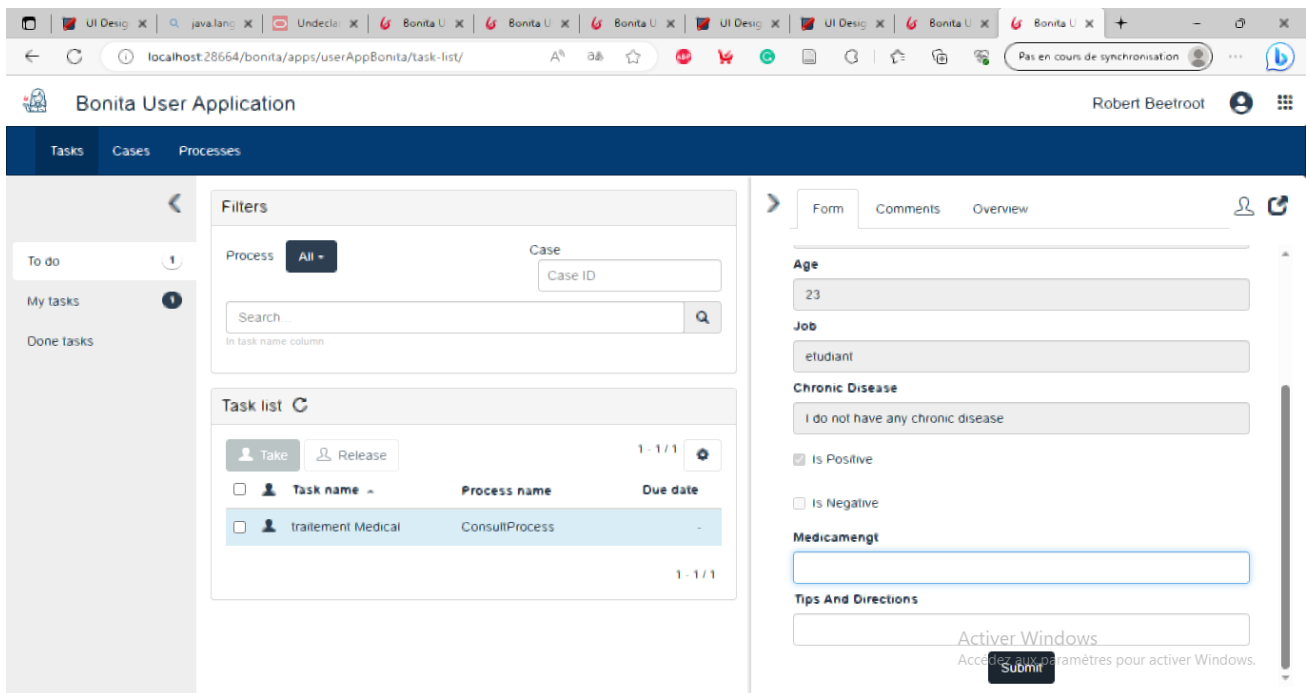 UI Desig
java.lang
Undecla
Bonita U
Bonita U
Bonita U
UI Desig
UI Desig
Bonita U
Bonita U
localhost:28664/bonita/apps/userAppBonita/task-list/
Pas en cours de synchronisation
Bonita User Application
Robert Beetroot
Tasks Cases Processes
To do 1
My tasks 1
Done tasks
Filters
Process All
Case
Case ID
Search...
In task name column
Task list
Take Release 1 - 1 / 1
Task name Process name Due date
traitement Medical ConsultProcess -
1 - 1 / 1
Form Comments Overview
Age
23
Job
etudiant
Chronic Disease
I do not have any chronic disease
Is Positive
Is Negative
Medicamengt
Tips And Directions
Submit
Activer Windows
Accédez aux paramètres pour activer Windows.